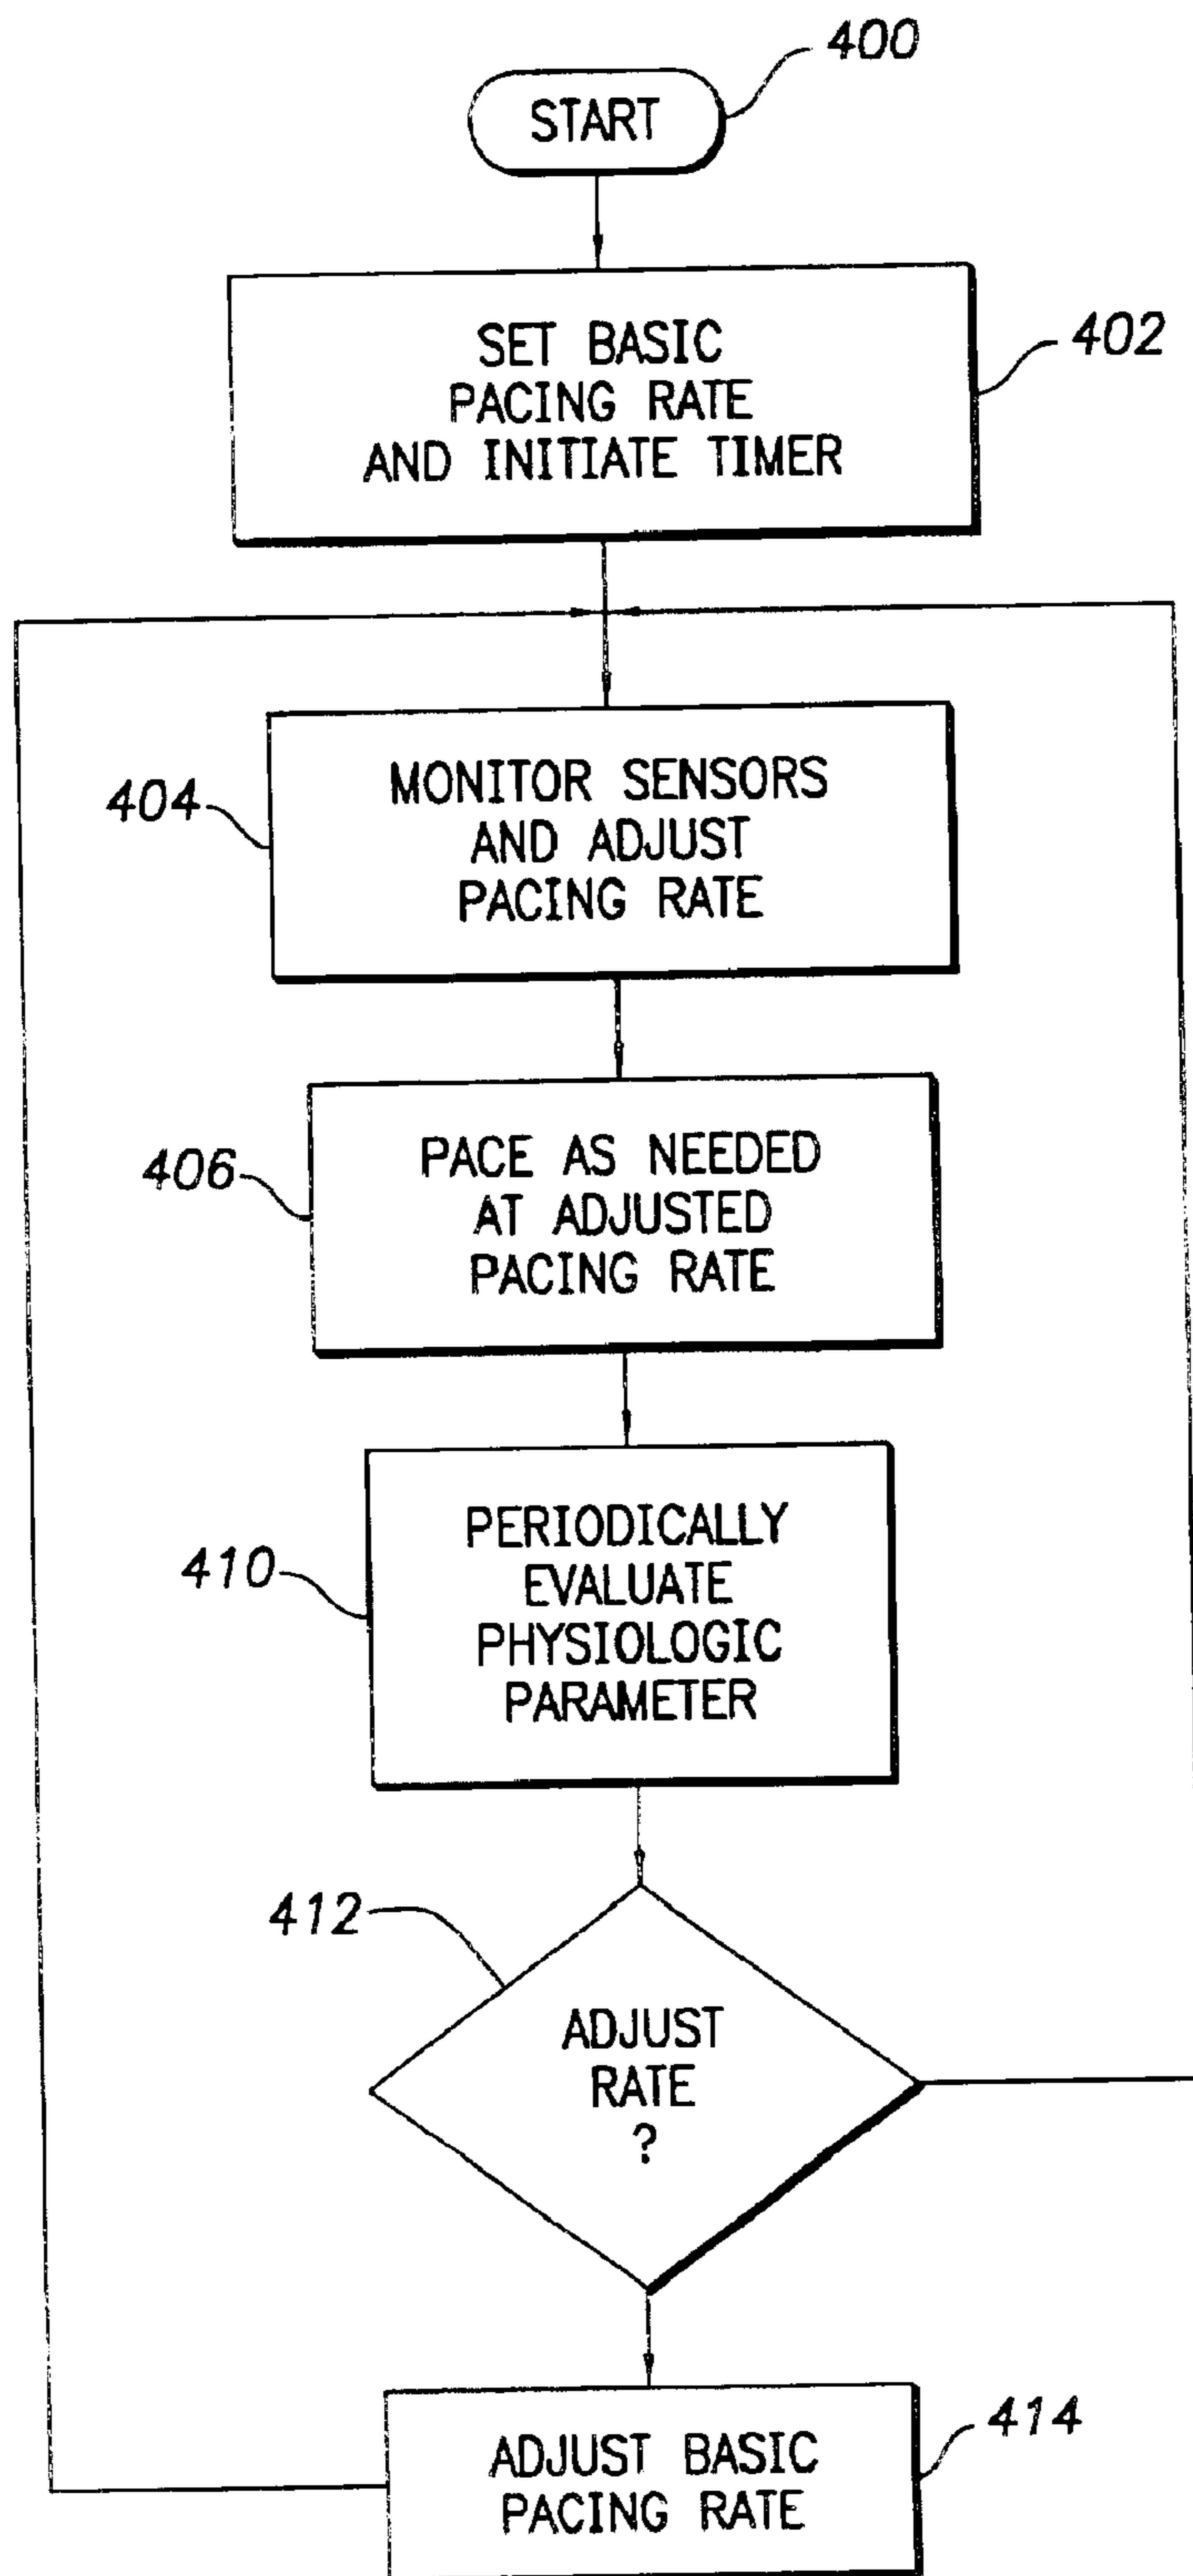 400
START
SET BASIC
PACING RATE
AND INITIATE TIMER
402
MONITOR SENSORS
AND ADJUST
PACING RATE
404
PACE AS NEEDED
AT ADJUSTED
PACING RATE
406
PERIODICALLY
EVALUATE
PHYSIOLOGIC
PARAMETER
410
412
ADJUST
RATE
?
ADJUST BASIC
PACING RATE
414